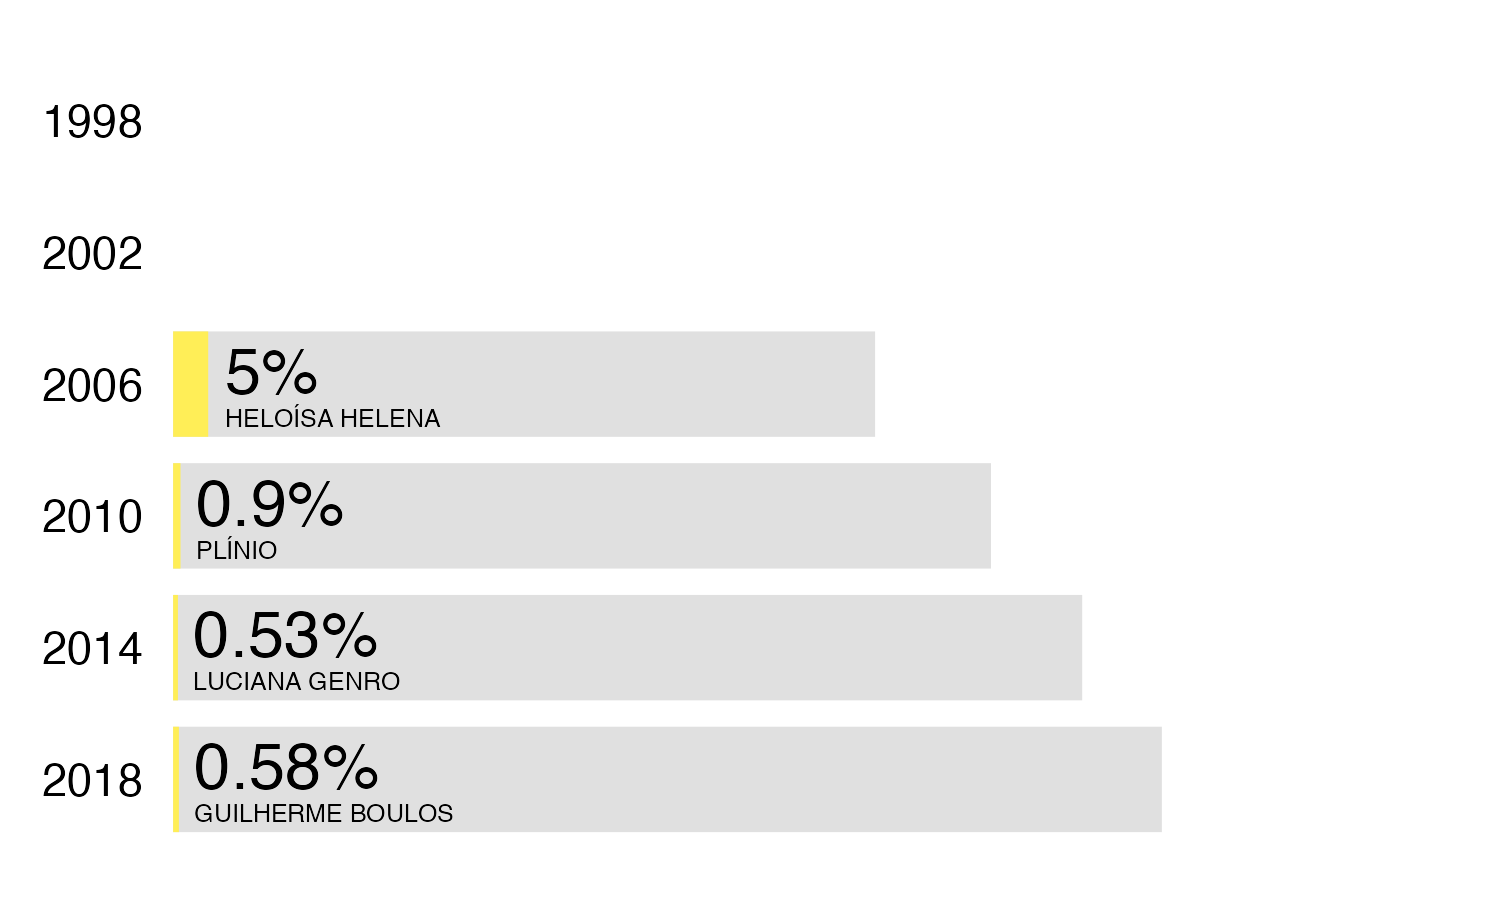 1998
2002
2006
5%
HELOÍSA HELENA
2010
0.9%
PLÍNIO
2014
0.53%
LUCIANA GENRO
2018
0.58%
GUILHERME BOULOS